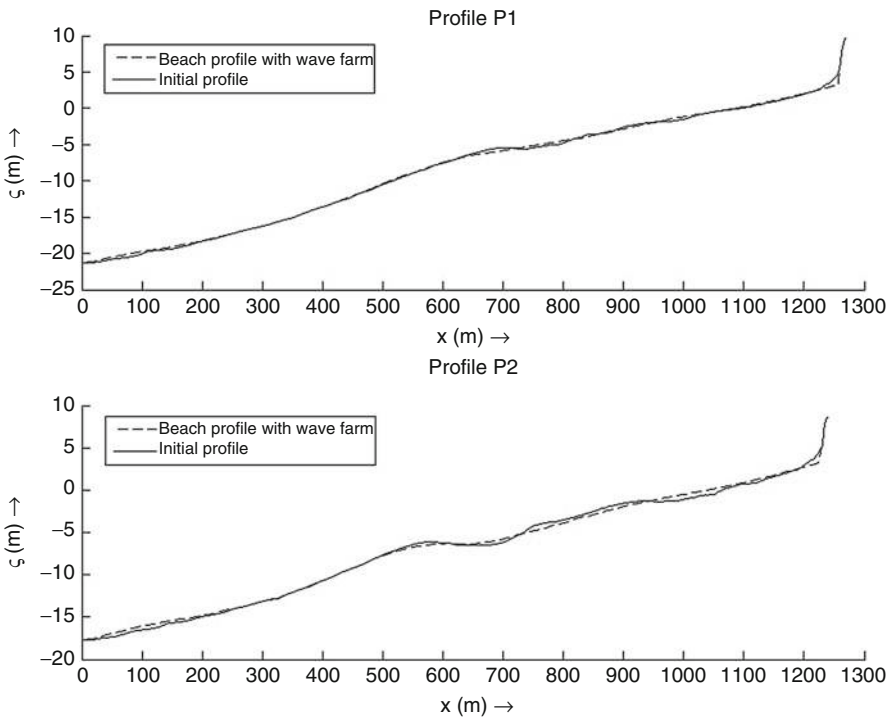 Profile P1
10
5
0
−5
−10
−15
−20
−25
ς (m) →
Beach profile with wave farm
Initial profile
0 100 200 300 400 500 600 700 800 900 1000 1100 1200 1300
x (m) →
Profile P2
10
5
0
−5
−10
−15
−20
ς (m) →
Beach profile with wave farm
Initial profile
0 100 200 300 400 500 600 700 800 900 1000 1100 1200 1300
x (m) →